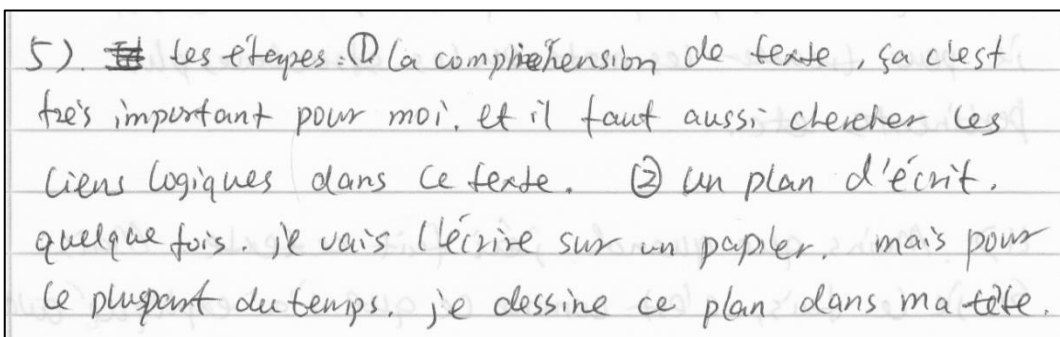 5). Les étapes : ① la compréhension de texte, ça c'est
très important pour moi. et il faut aussi chercher les
liens logiques dans ce texte. ② un plan d'écrit.
quelque fois. je vais l'écrire sur un papier. mais pour
le pluspart du temps. je dessine ce plan dans ma tête.